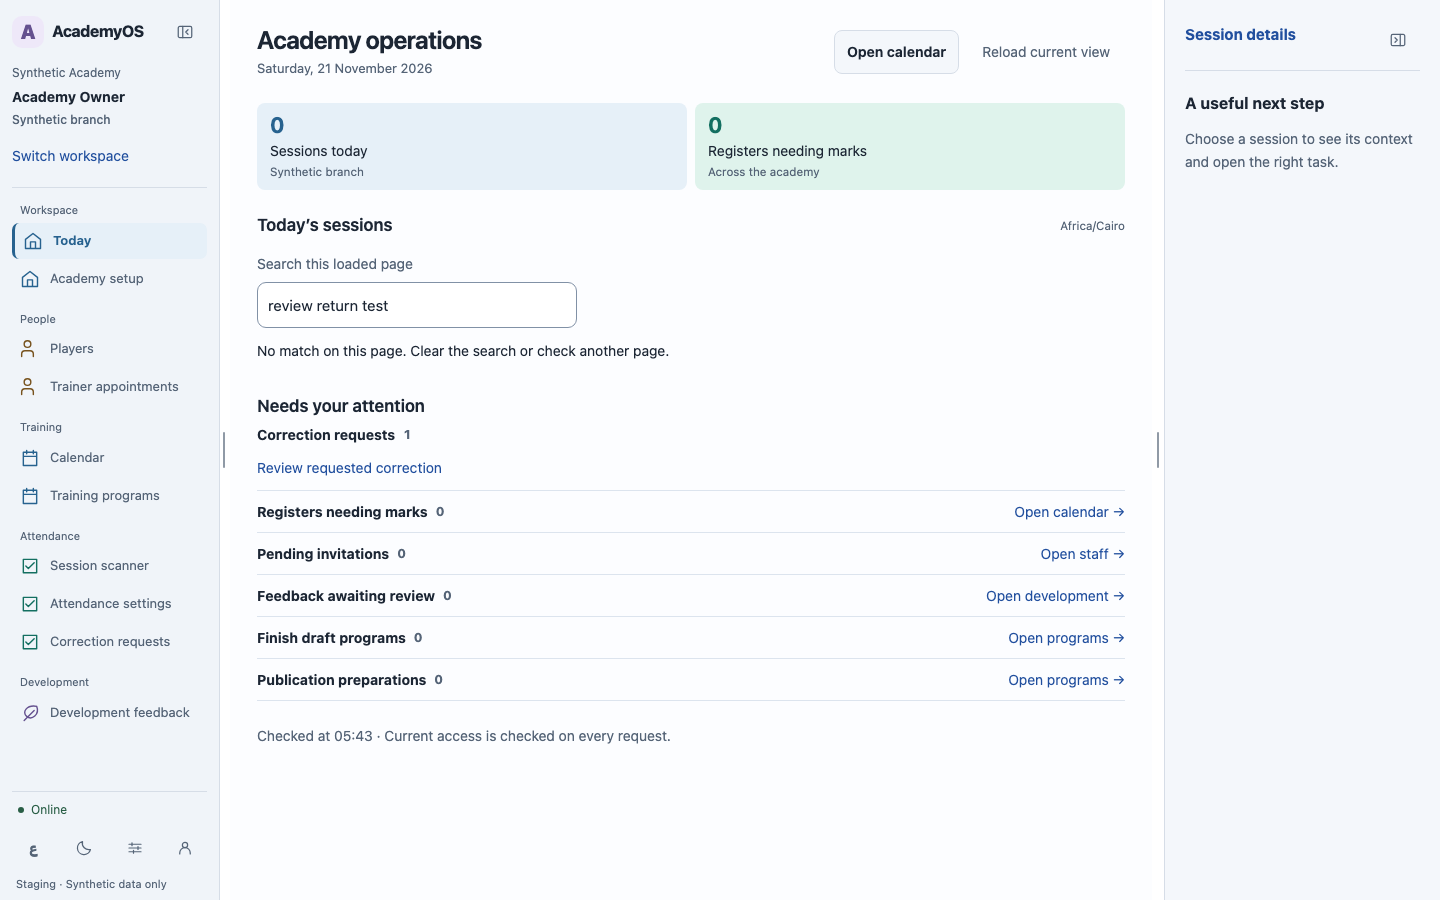 A AcademyOS
Synthetic Academy
Academy Owner
Synthetic branch
Switch workspace
Workspace
Today
Academy setup
People
Players
Trainer appointments
Training
Calendar
Training programs
Attendance
Session scanner
Attendance settings
Correction requests
Development
Development feedback
Online
ع
Staging · Synthetic data only
Academy operations
Saturday, 21 November 2026
Open calendar
Reload current view
0
Sessions today
Synthetic branch
0
Registers needing marks
Across the academy
Today’s sessions
Africa/Cairo
Search this loaded page
review return test
No match on this page. Clear the search or check another page.
Needs your attention
Correction requests 1
Review requested correction
Registers needing marks 0 Open calendar →
Pending invitations 0 Open staff →
Feedback awaiting review 0 Open development →
Finish draft programs 0 Open programs →
Publication preparations 0 Open programs →
Checked at 05:43 · Current access is checked on every request.
Session details
A useful next step
Choose a session to see its context
and open the right task.